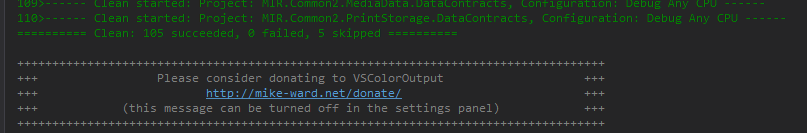 109>------ Clean started: Project: MIR.Common2.MediaData.DataContracts, Configuration: Debug Any CPU ------
110>------ Clean started: Project: MIR.Common2.PrintStorage.DataContracts, Configuration: Debug Any CPU ------
========== Clean: 105 succeeded, 0 failed, 5 skipped ==========

+++++++++++++++++++++++++++++++++++++++++++++++++++++++++++++++++++++++++++++++++++++
+++                 Please consider donating to VSColorOutput                     +++
+++                        http://mike-ward.net/donate/                           +++
+++            (this message can be turned off in the settings panel)             +++
+++++++++++++++++++++++++++++++++++++++++++++++++++++++++++++++++++++++++++++++++++++